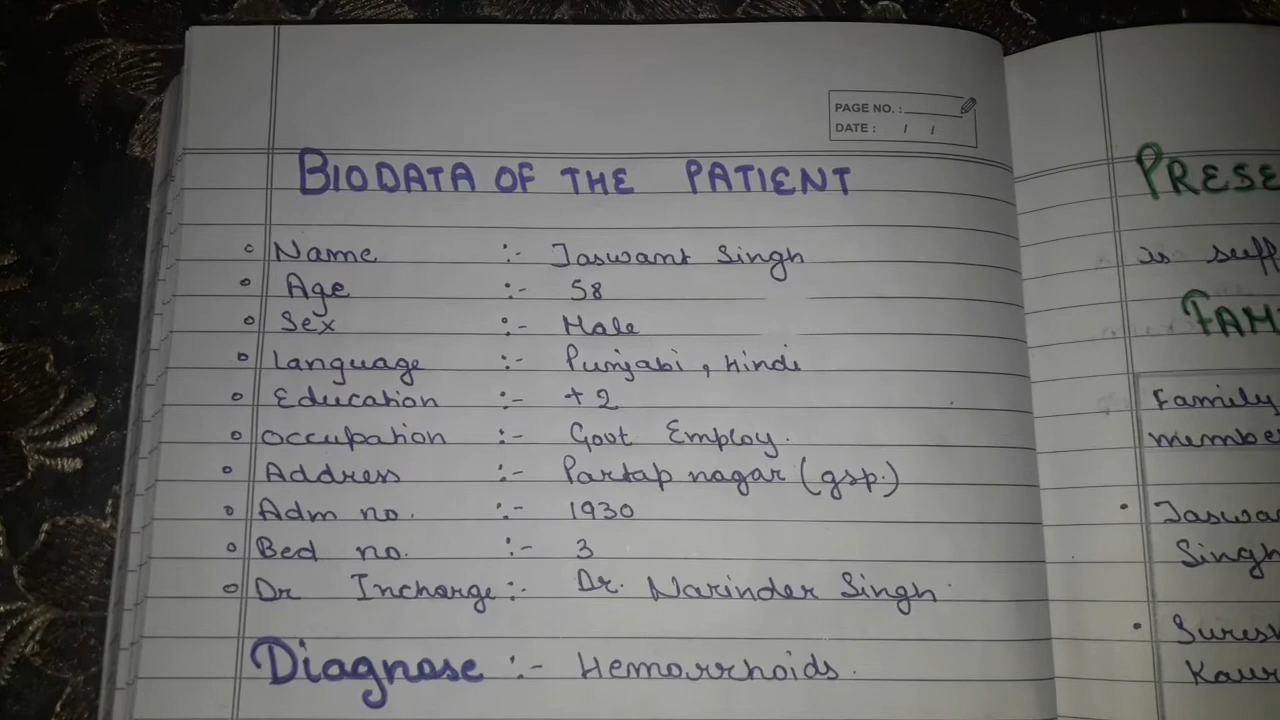 PAGE NO. :
DATE : / /
BIODATA OF THE PATIENT
Name :- Jaswant Singh
Age :- 58
Sex :- Male
Language :- Punjabi, Hindi
Education :- +2
Occupation :- Govt Employ.
Address :- Partap nagar (gsp.)
Adm no. :- 1930
Bed no. :- 3
Dr Incharge :- Dr. Narinder Singh.
Diagnose :- Hemorrhoids.
PRESE
is suff
FAM
Family
membe
Jaswa
Singh
Suresh
Kaur